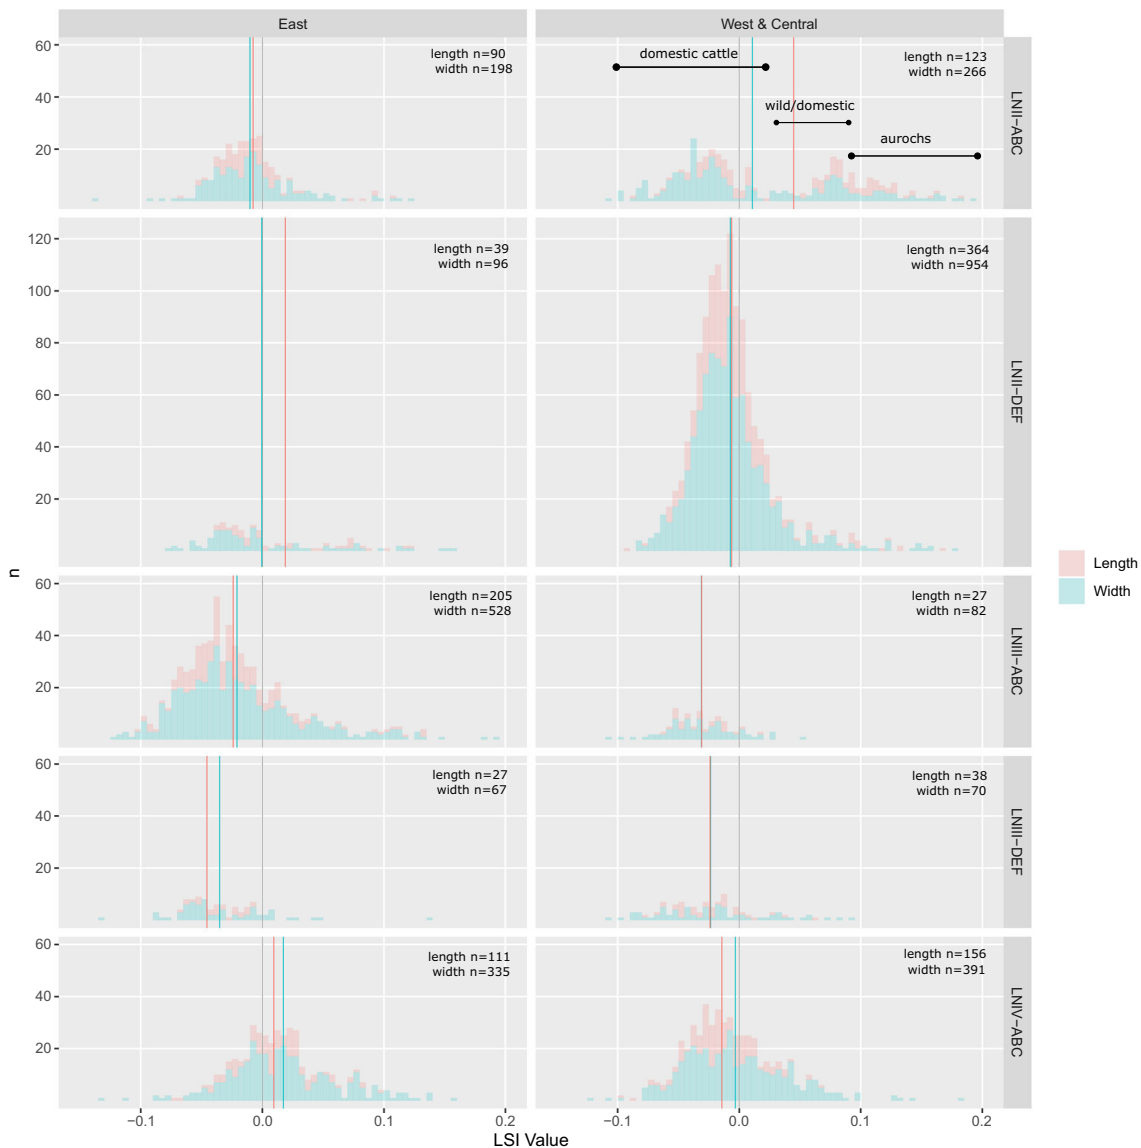 East
West & Central
60
40
20
length n=90
width n=198
domestic cattle
wild/domestic
aurochs
length n=123
width n=266
LNII-ABC
120
100
80
60
40
20
length n=39
width n=96
length n=364
width n=954
LNII-DEF
n
60
40
20
length n=205
width n=528
length n=27
width n=82
LNIII-ABC
60
40
20
length n=27
width n=67
length n=38
width n=70
LNIII-DEF
60
40
20
length n=111
width n=335
length n=156
width n=391
LNIV-ABC
−0.1
0.0
0.1
0.2
−0.1
0.0
0.1
0.2
LSI Value
Length
Width